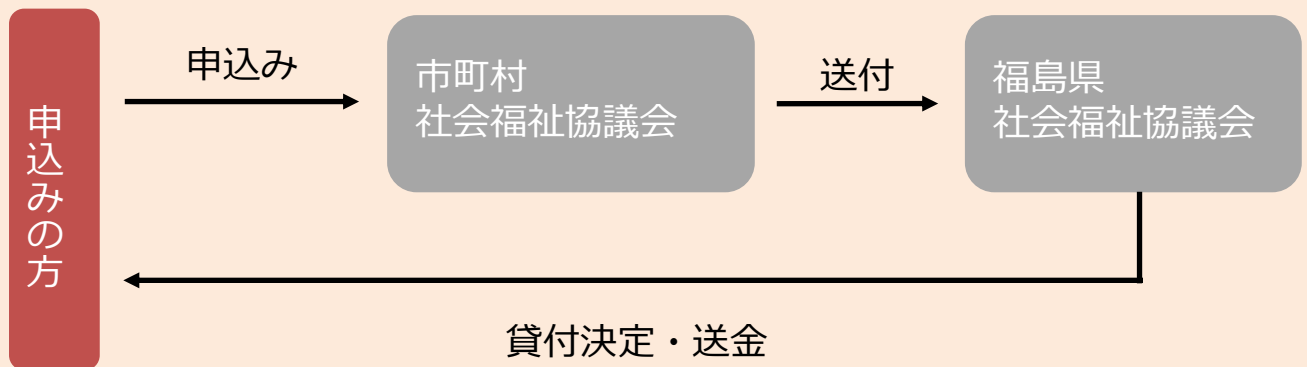 申込みの方
申込み
市町村
社会福祉協議会
送付
福島県
社会福祉協議会
貸付決定・送金